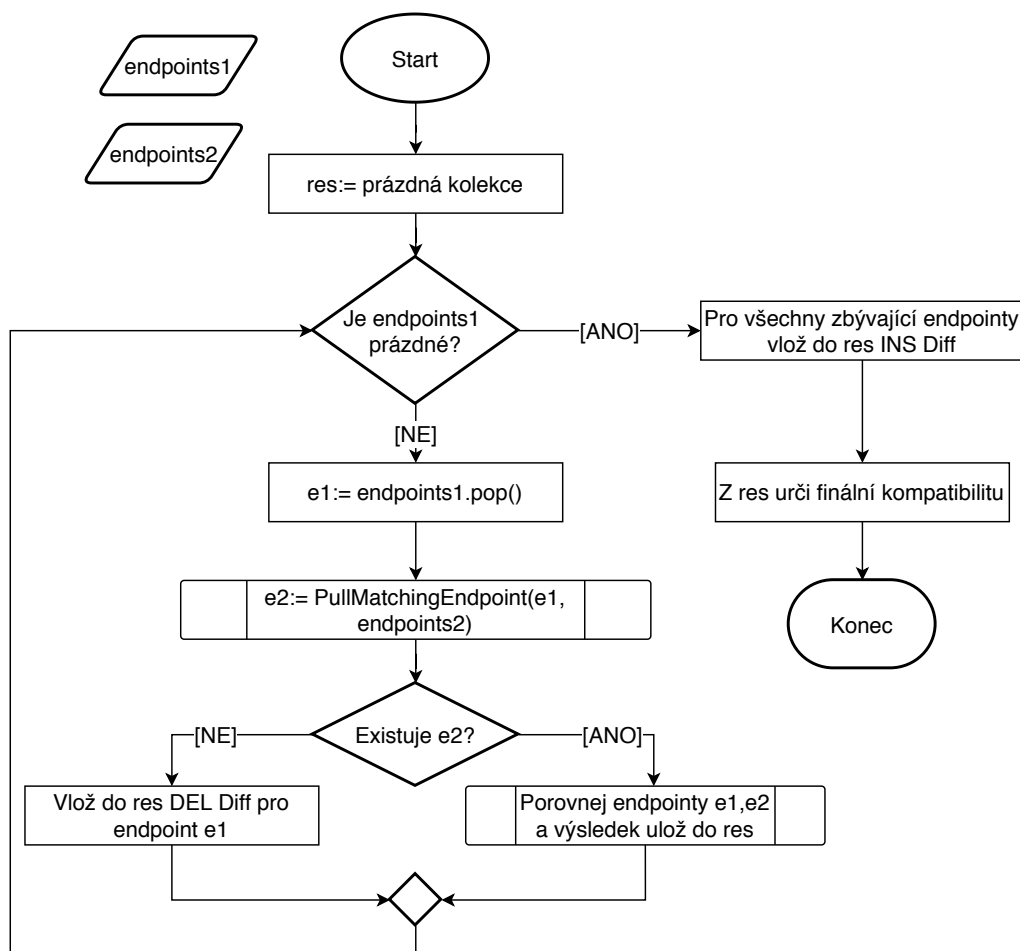 endpoints1
Start
endpoints2
res:= prázdná kolekce
Je endpoints1
prázdné?
[ANO]
Pro všechny zbývající endpointy
vlož do res INS Diff
[NE]
e1:= endpoints1.pop()
Z res urči finální kompatibilitu
e2:= PullMatchingEndpoint(e1,
endpoints2)
Konec
Existuje e2?
[NE]
[ANO]
Vlož do res DEL Diff pro
endpoint e1
Porovnej endpointy e1,e2
a výsledek ulož do res